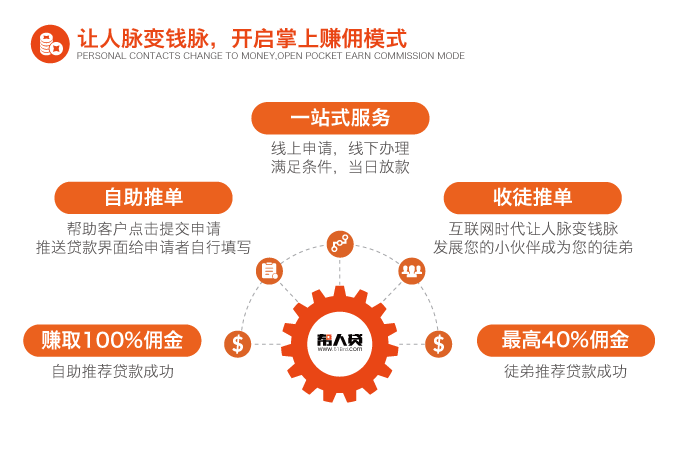 让人脉变钱脉，开启掌上赚佣模式
PERSONAL CONTACTS CHANGE TO MONEY,OPEN POCKET EARN COMMISSION MODE
一站式服务
线上申请，线下办理
满足条件，当日放款
自助推单
帮助客户点击提交申请
推送贷款界面给申请者自行填写
收徒推单
互联网时代让人脉变钱脉
发展您的小伙伴成为您的徒弟
赚取100%佣金
自助推荐贷款成功
帮人贷
最高40%佣金
徒弟推荐贷款成功